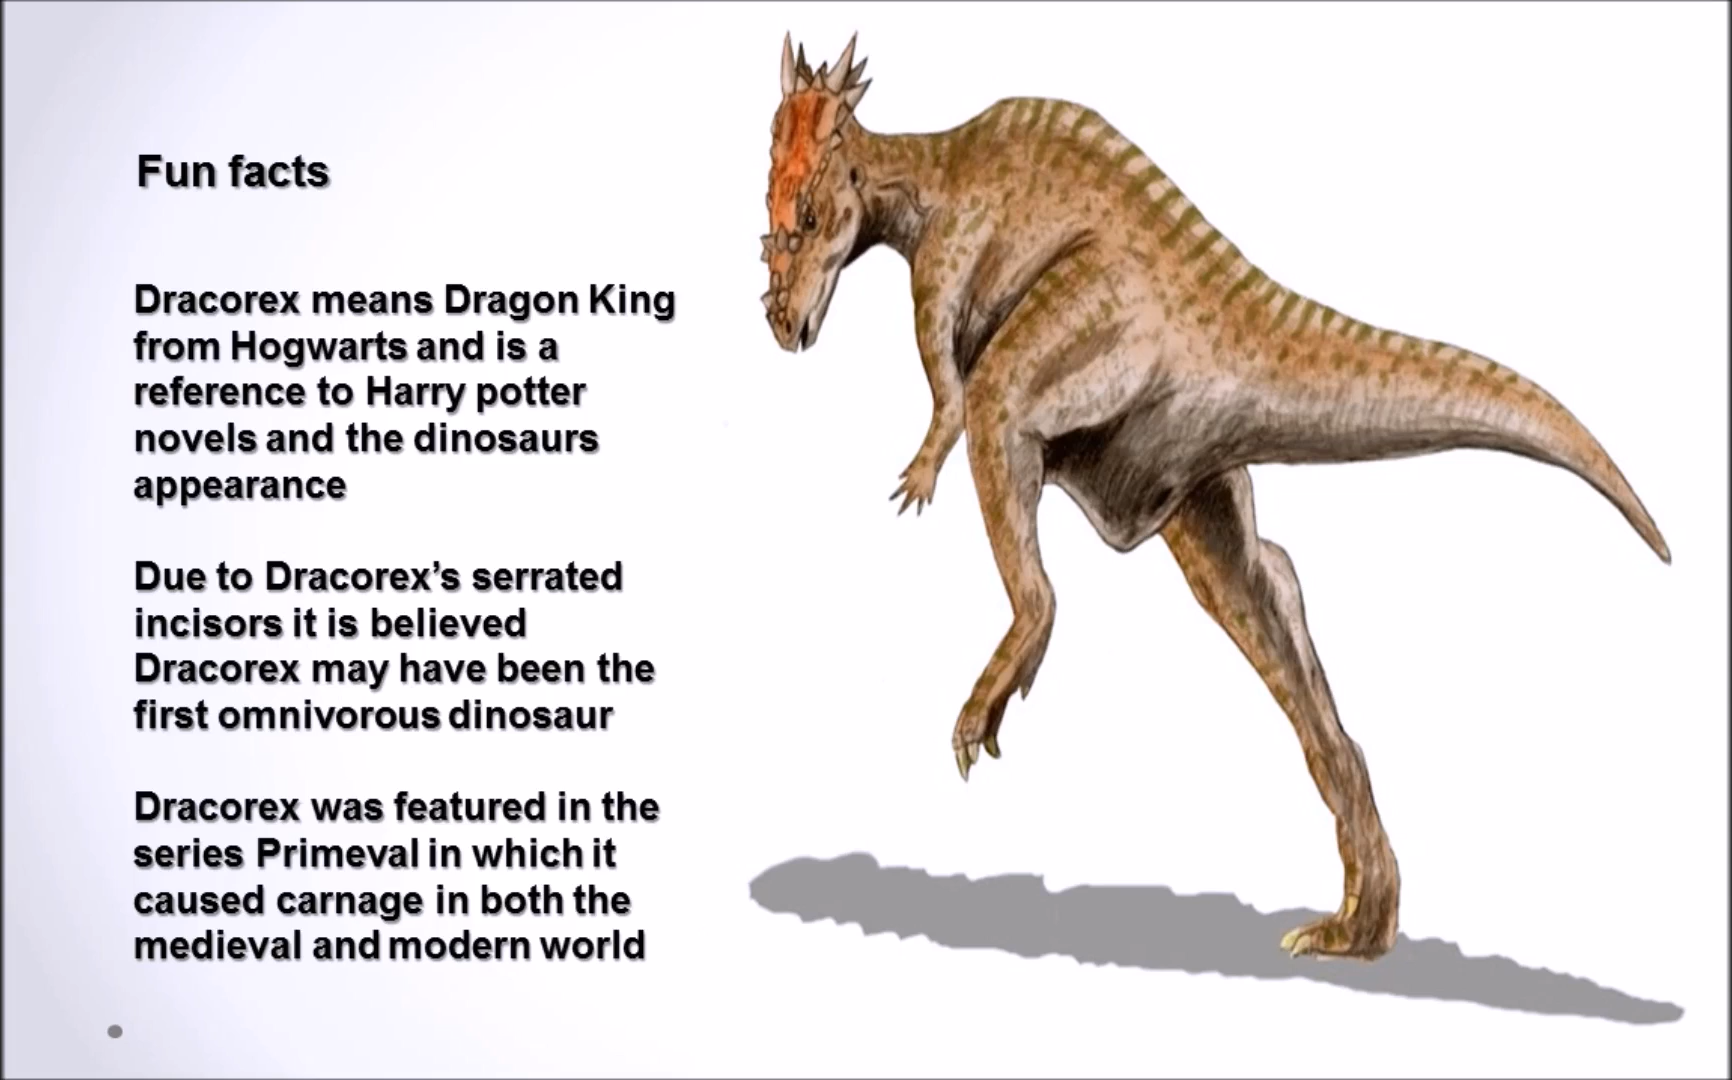 Fun facts
Dracorex means Dragon King
from Hogwarts and is a
reference to Harry potter
novels and the dinosaurs
appearance
Due to Dracorex’s serrated
incisors it is believed
Dracorex may have been the
first omnivorous dinosaur
Dracorex was featured in the
series Primeval in which it
caused carnage in both the
medieval and modern world